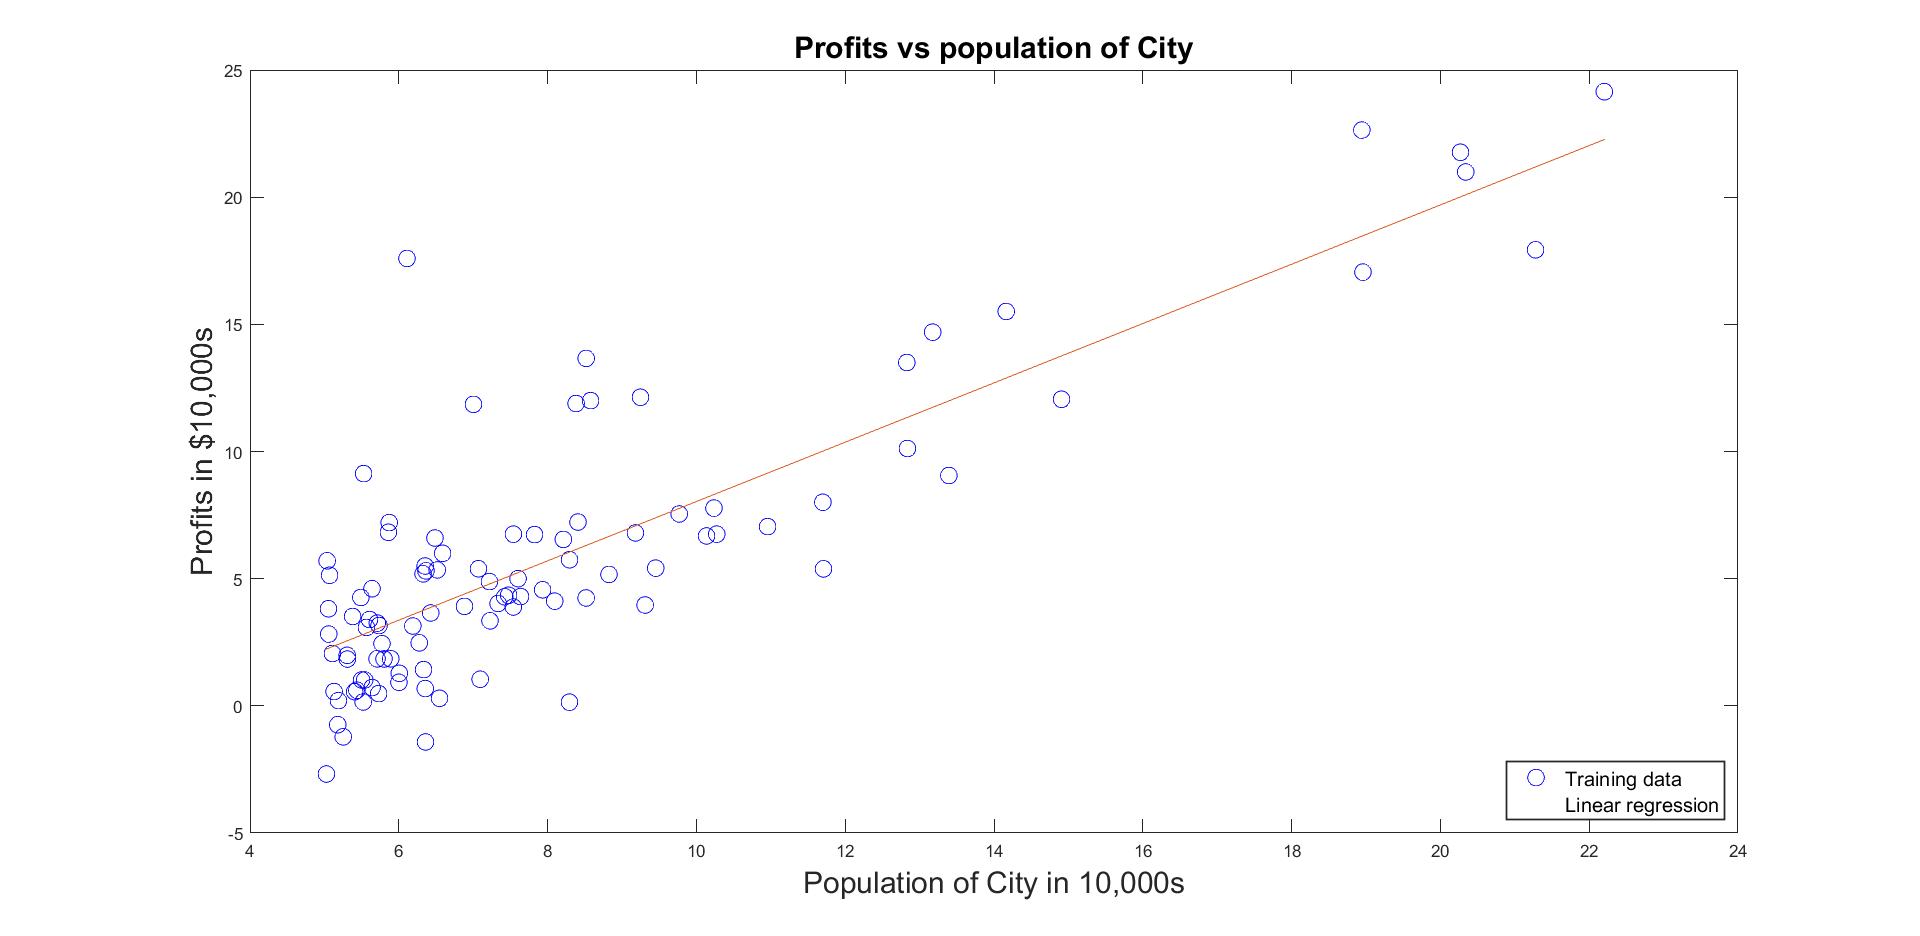 Profits vs population of City
25
20
15
10
5
0
-5
Profits in $10,000s
4 6 8 10 12 14 16 18 20 22 24
Population of City in 10,000s
Training data
Linear regression